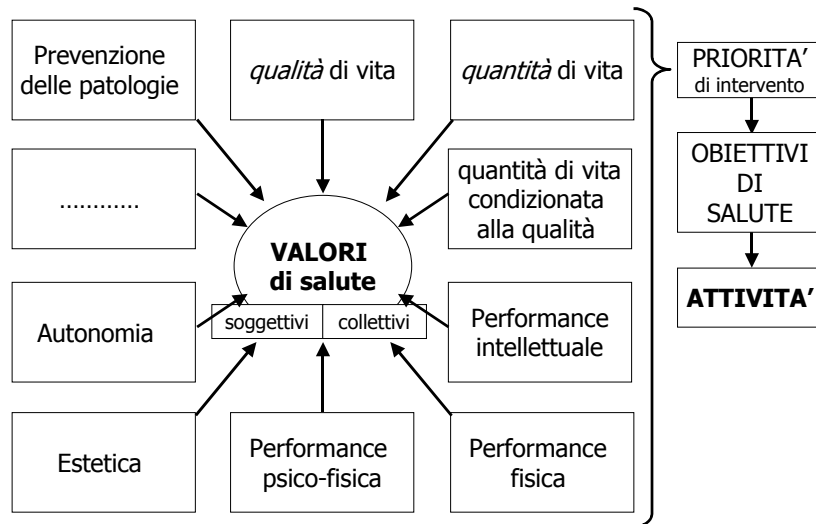 Prevenzione
delle patologie
qualità di vita
quantità di vita
…………
quantità di vita
condizionata
alla qualità
VALORI
di salute
soggettivi
collettivi
Autonomia
Performance
intellettuale
Estetica
Performance
psico-fisica
Performance
fisica
PRIORITA’
di intervento
OBIETTIVI
DI
SALUTE
ATTIVITA’